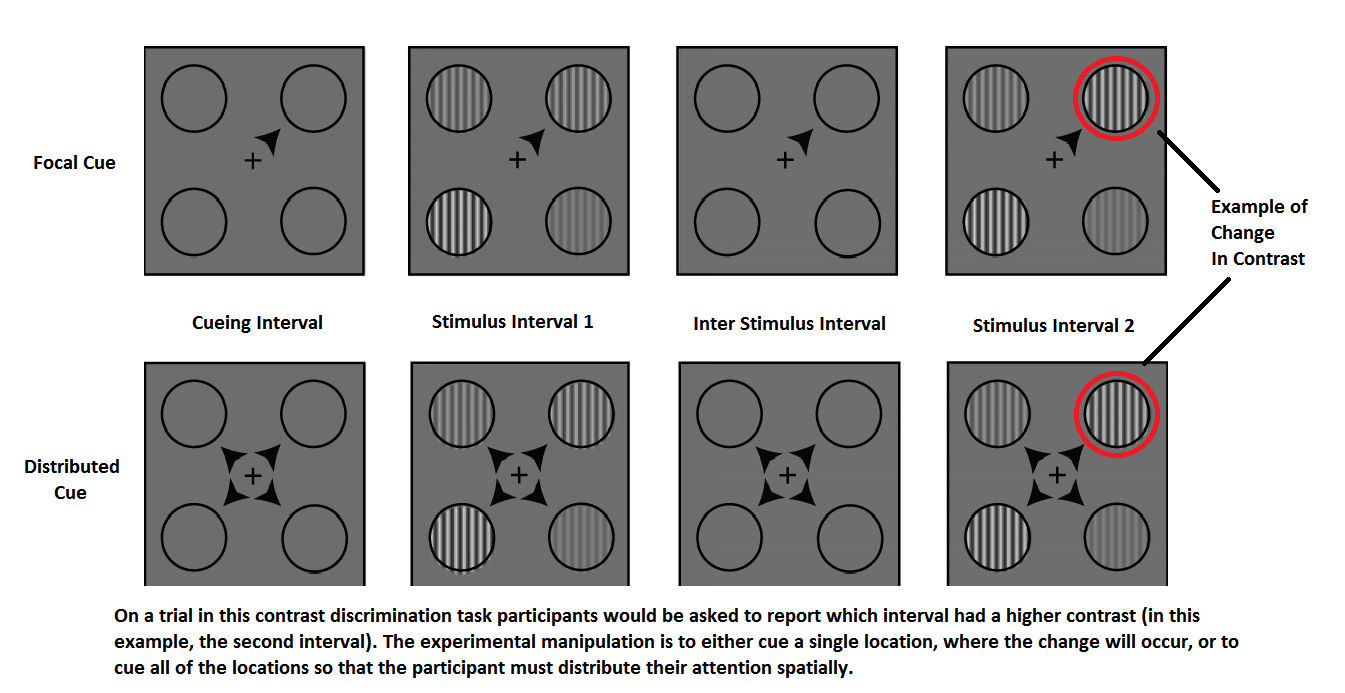 Focal Cue
Example of
Change
In Contrast
Cueing Interval
Stimulus Interval 1
Inter Stimulus Interval
Stimulus Interval 2
Distributed
Cue
On a trial in this contrast discrimination task participants would be asked to report which interval had a higher contrast (in this
example, the second interval). The experimental manipulation is to either cue a single location, where the change will occur, or to
cue all of the locations so that the participant must distribute their attention spatially.